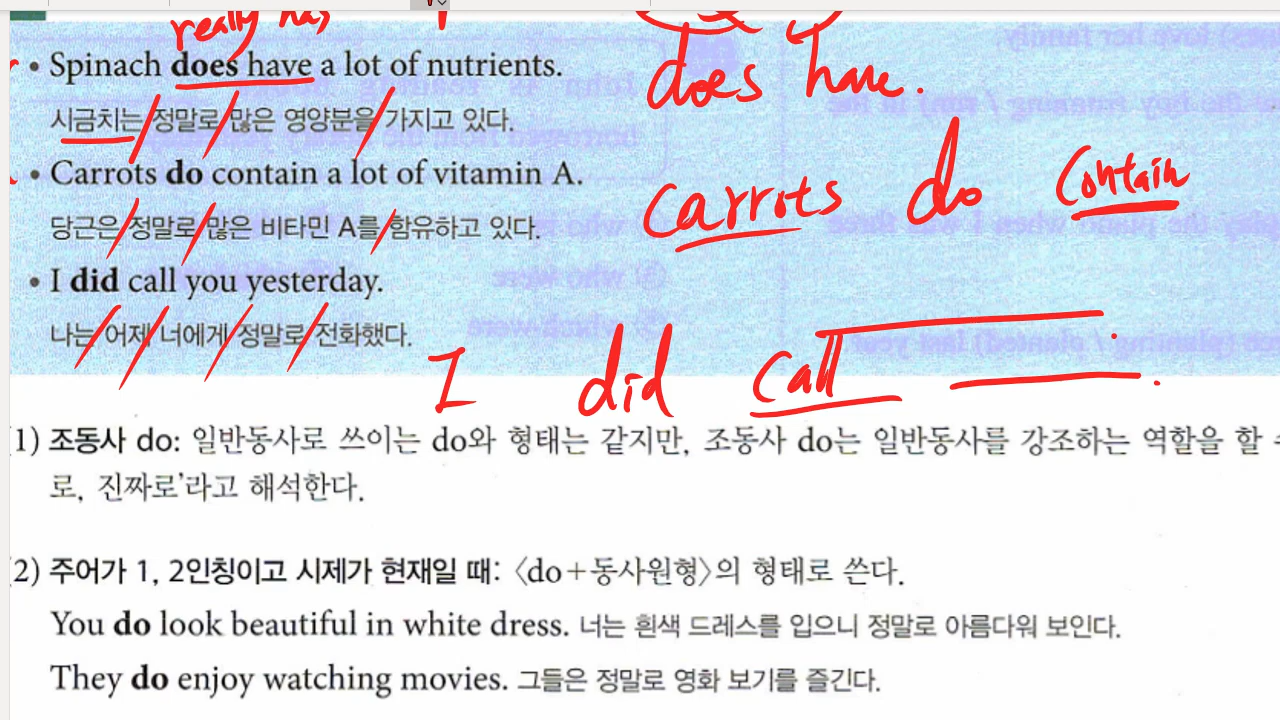 really has
does have.
• Spinach does have a lot of nutrients.
시금치는 정말로 많은 영양분을 가지고 있다.
• Carrots do contain a lot of vitamin A.
carrots do contain
당근은 정말로 많은 비타민 A를 함유하고 있다.
• I did call you yesterday.
나는 어제 너에게 정말로 전화했다.
I did call
1) 조동사 do: 일반동사로 쓰이는 do와 형태는 같지만, 조동사 do는 일반동사를 강조하는 역할을 할
로, 진짜로'라고 해석한다.
2) 주어가 1, 2인칭이고 시제가 현재일 때: 〈do+동사원형〉의 형태로 쓴다.
You do look beautiful in white dress. 너는 흰색 드레스를 입으니 정말로 아름다워 보인다.
They do enjoy watching movies. 그들은 정말로 영화 보기를 즐긴다.